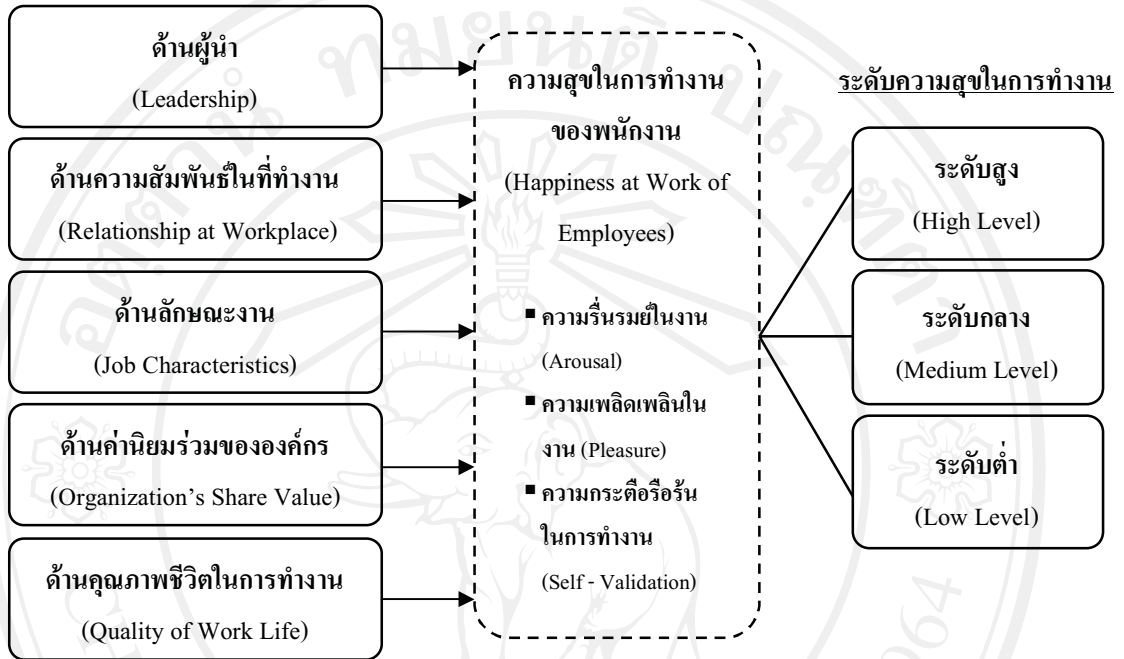 ด้านผู้นำ
(Leadership)
ด้านความสัมพันธ์ในที่ทำงาน
(Relationship at Workplace)
ด้านลักษณะงาน
(Job Characteristics)
ด้านค่านิยมร่วมขององค์กร
(Organization’s Share Value)
ด้านคุณภาพชีวิตในการทำงาน
(Quality of Work Life)
ความสุขในการทำงาน
ของพนักงาน
(Happiness at Work of
Employees)
▪ ความรื่นรมย์ในงาน
(Arousal)
▪ ความเพลิดเพลินใน
งาน (Pleasure)
▪ ความกระตือรือร้น
ในการทำงาน
(Self - Validation)
ระดับความสุขในการทำงาน
ระดับสูง
(High Level)
ระดับกลาง
(Medium Level)
ระดับต่ำ
(Low Level)